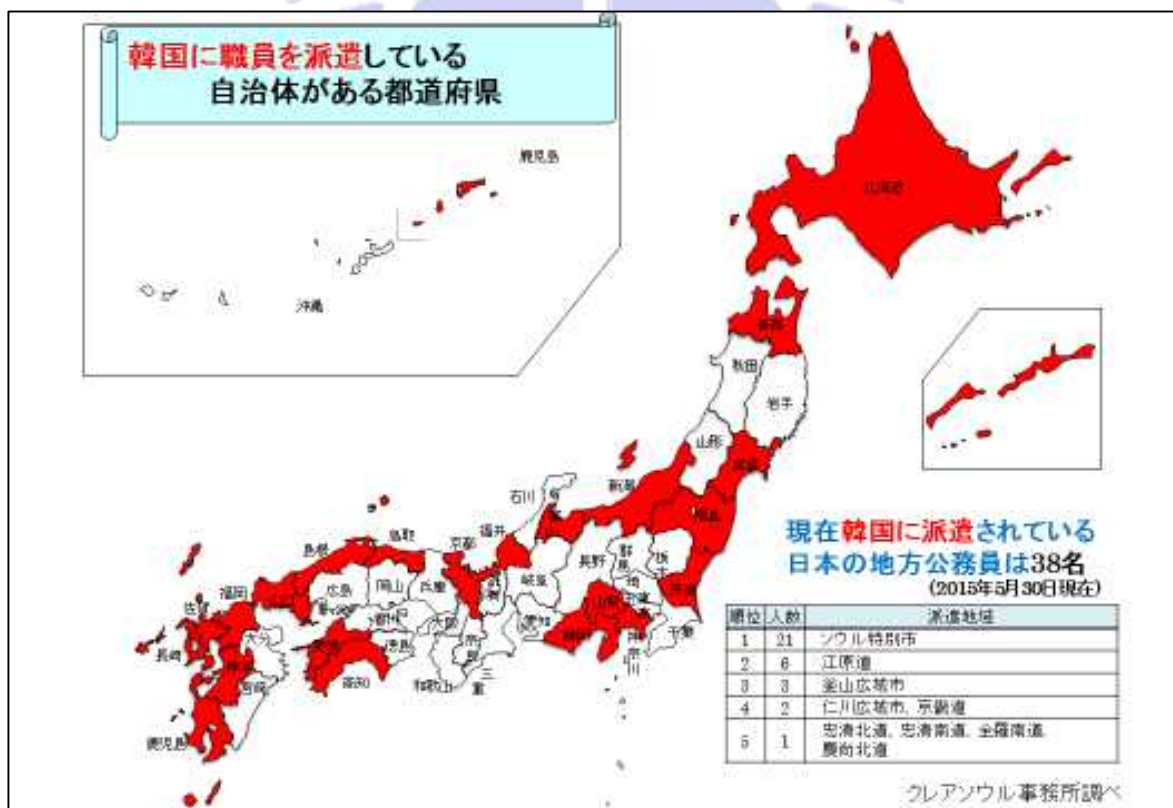 韓国に職員を派遣している
自治体がある都道府県
鹿児島
沖縄
北海道
青森
秋田
岩手
山形
宮城
新潟
福島
石川
福井
長野
群馬
栃木
茨城
埼玉
山梨
静岡
神奈川
千葉
岐阜
愛知
滋賀
京都
兵庫
鳥取
島根
岡山
広島
山口
香川
徳島
愛媛
高知
大阪
奈良
和歌山
三重
福岡
佐賀
長崎
大分
熊本
宮崎
鹿児島
現在韓国に派遣されている
日本の地方公務員は38名
(2015年5月30日現在)
順位 人数 派遣地域
1 21 ソウル特別市
2 6 江原道
3 3 釜山広域市
4 2 仁川広域市、京畿道
5 1 忠清北道、忠清南道、全羅南道、
慶尚北道
クレアソウル事務所調べ